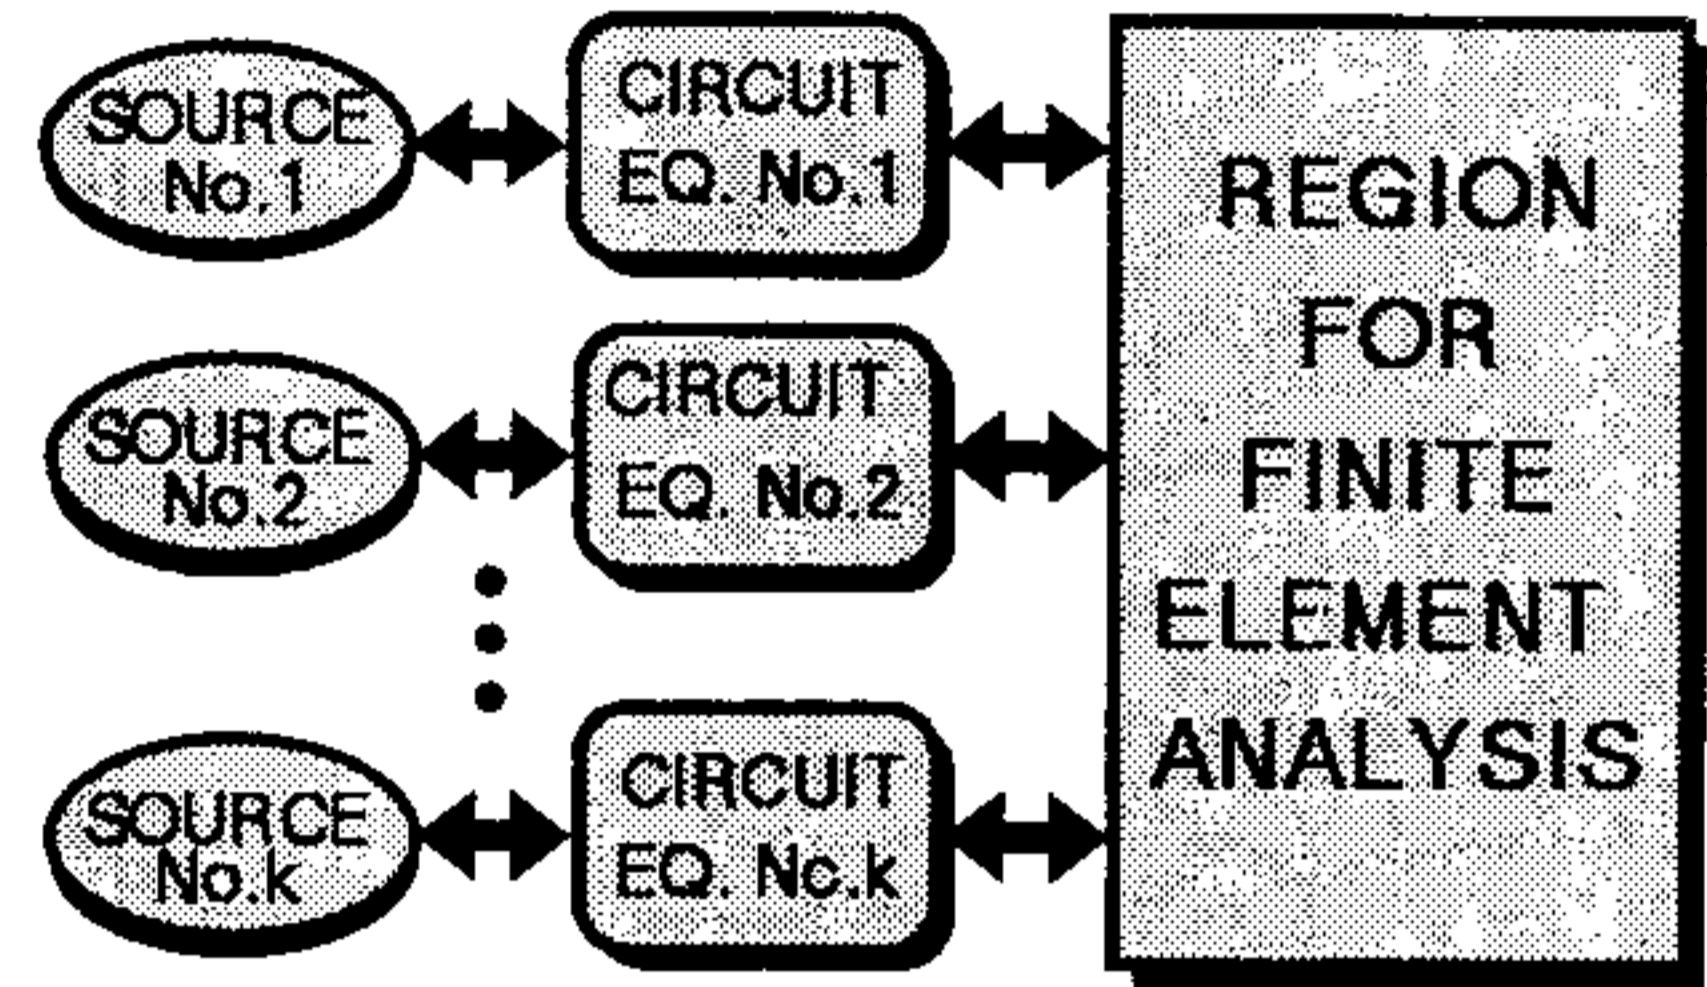 SOURCE
No.1
CIRCUIT
EQ. No.1
SOURCE
No.2
CIRCUIT
EQ. No.2
SOURCE
No.k
CIRCUIT
EQ. Nc.k
REGION
FOR
FINITE
ELEMENT
ANALYSIS